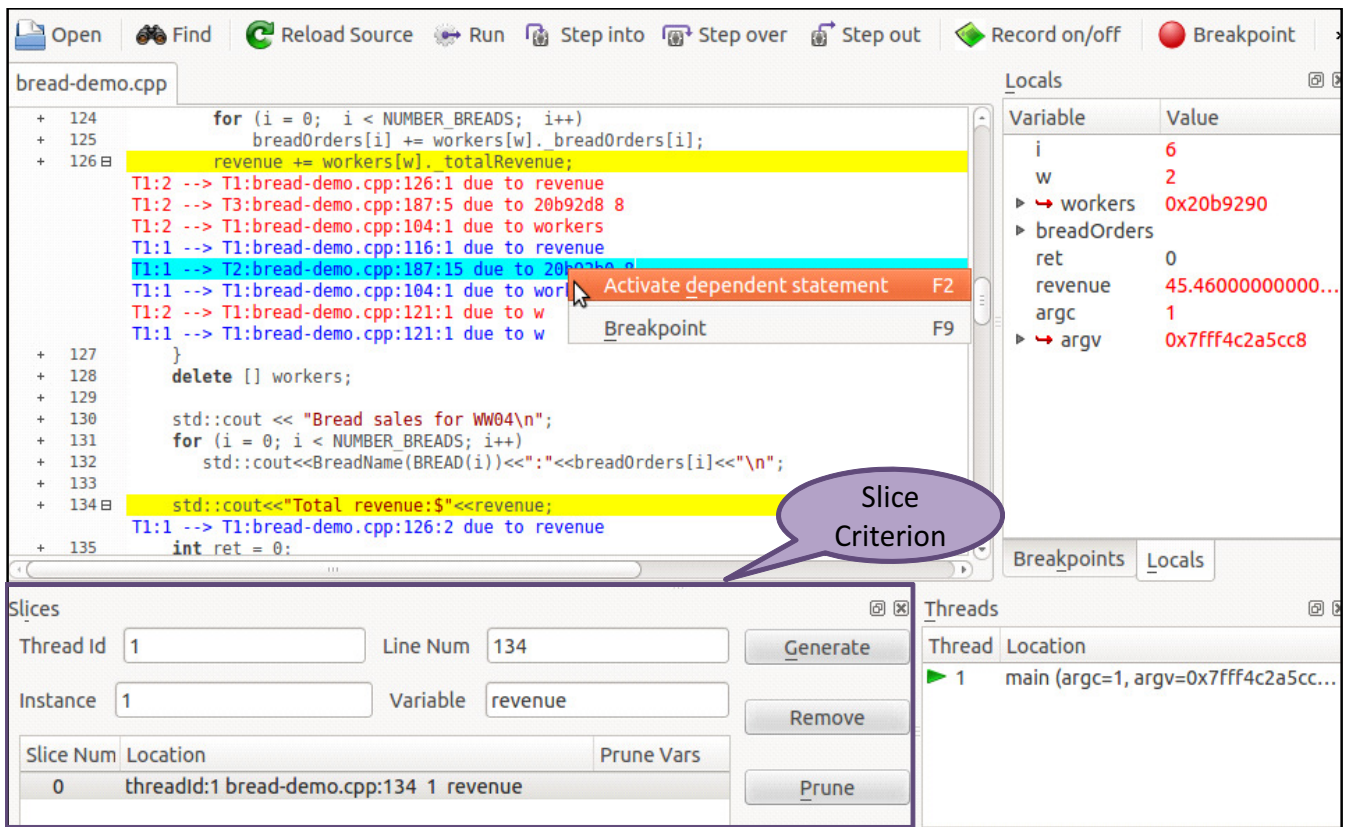 Open Find Reload Source Run Step into Step over Step out Record on/off Breakpoint
bread-demo.cpp
+ 124 for (i = 0; i < NUMBER_BREADS; i++)
+ 125 breadOrders[i] += workers[w]._breadOrders[i];
+ 126 revenue += workers[w]._totalRevenue;
T1:2 --> T1:bread-demo.cpp:126:1 due to revenue
T1:2 --> T3:bread-demo.cpp:187:5 due to 20b92d8 8
T1:2 --> T1:bread-demo.cpp:104:1 due to workers
T1:1 --> T1:bread-demo.cpp:116:1 due to revenue
T1:1 --> T2:bread-demo.cpp:187:15 due to
T1:1 --> T1:bread-demo.cpp:104:1 due to
T1:2 --> T1:bread-demo.cpp:121:1 due to w
T1:1 --> T1:bread-demo.cpp:121:1 due to w
Activate dependent statement F2
Breakpoint F9
+ 127 }
+ 128 delete [] workers;
+ 129
+ 130 std::cout << "Bread sales for WW04\n";
+ 131 for (i = 0; i < NUMBER_BREADS; i++)
+ 132 std::cout<<BreadName(BREAD(i))<<":"<<breadOrders[i]<<"\n";
+ 133
+ 134 std::cout<<"Total revenue:$"<<revenue;
T1:1 --> T1:bread-demo.cpp:126:2 due to revenue
+ 135 int ret = 0;
Locals
Variable Value
i 6
w 2
workers 0x20b9290
breadOrders
ret 0
revenue 45.46000000000...
argc 1
argv 0x7fff4c2a5cc8
Breakpoints Locals
Slice
Criterion
Slices
Thread Id 1 Line Num 134 Generate
Instance 1 Variable revenue Remove
Slice Num Location Prune Vars
0 threadId:1 bread-demo.cpp:134 1 revenue Prune
Threads
Thread Location
1 main (argc=1, argv=0x7fff4c2a5cc...